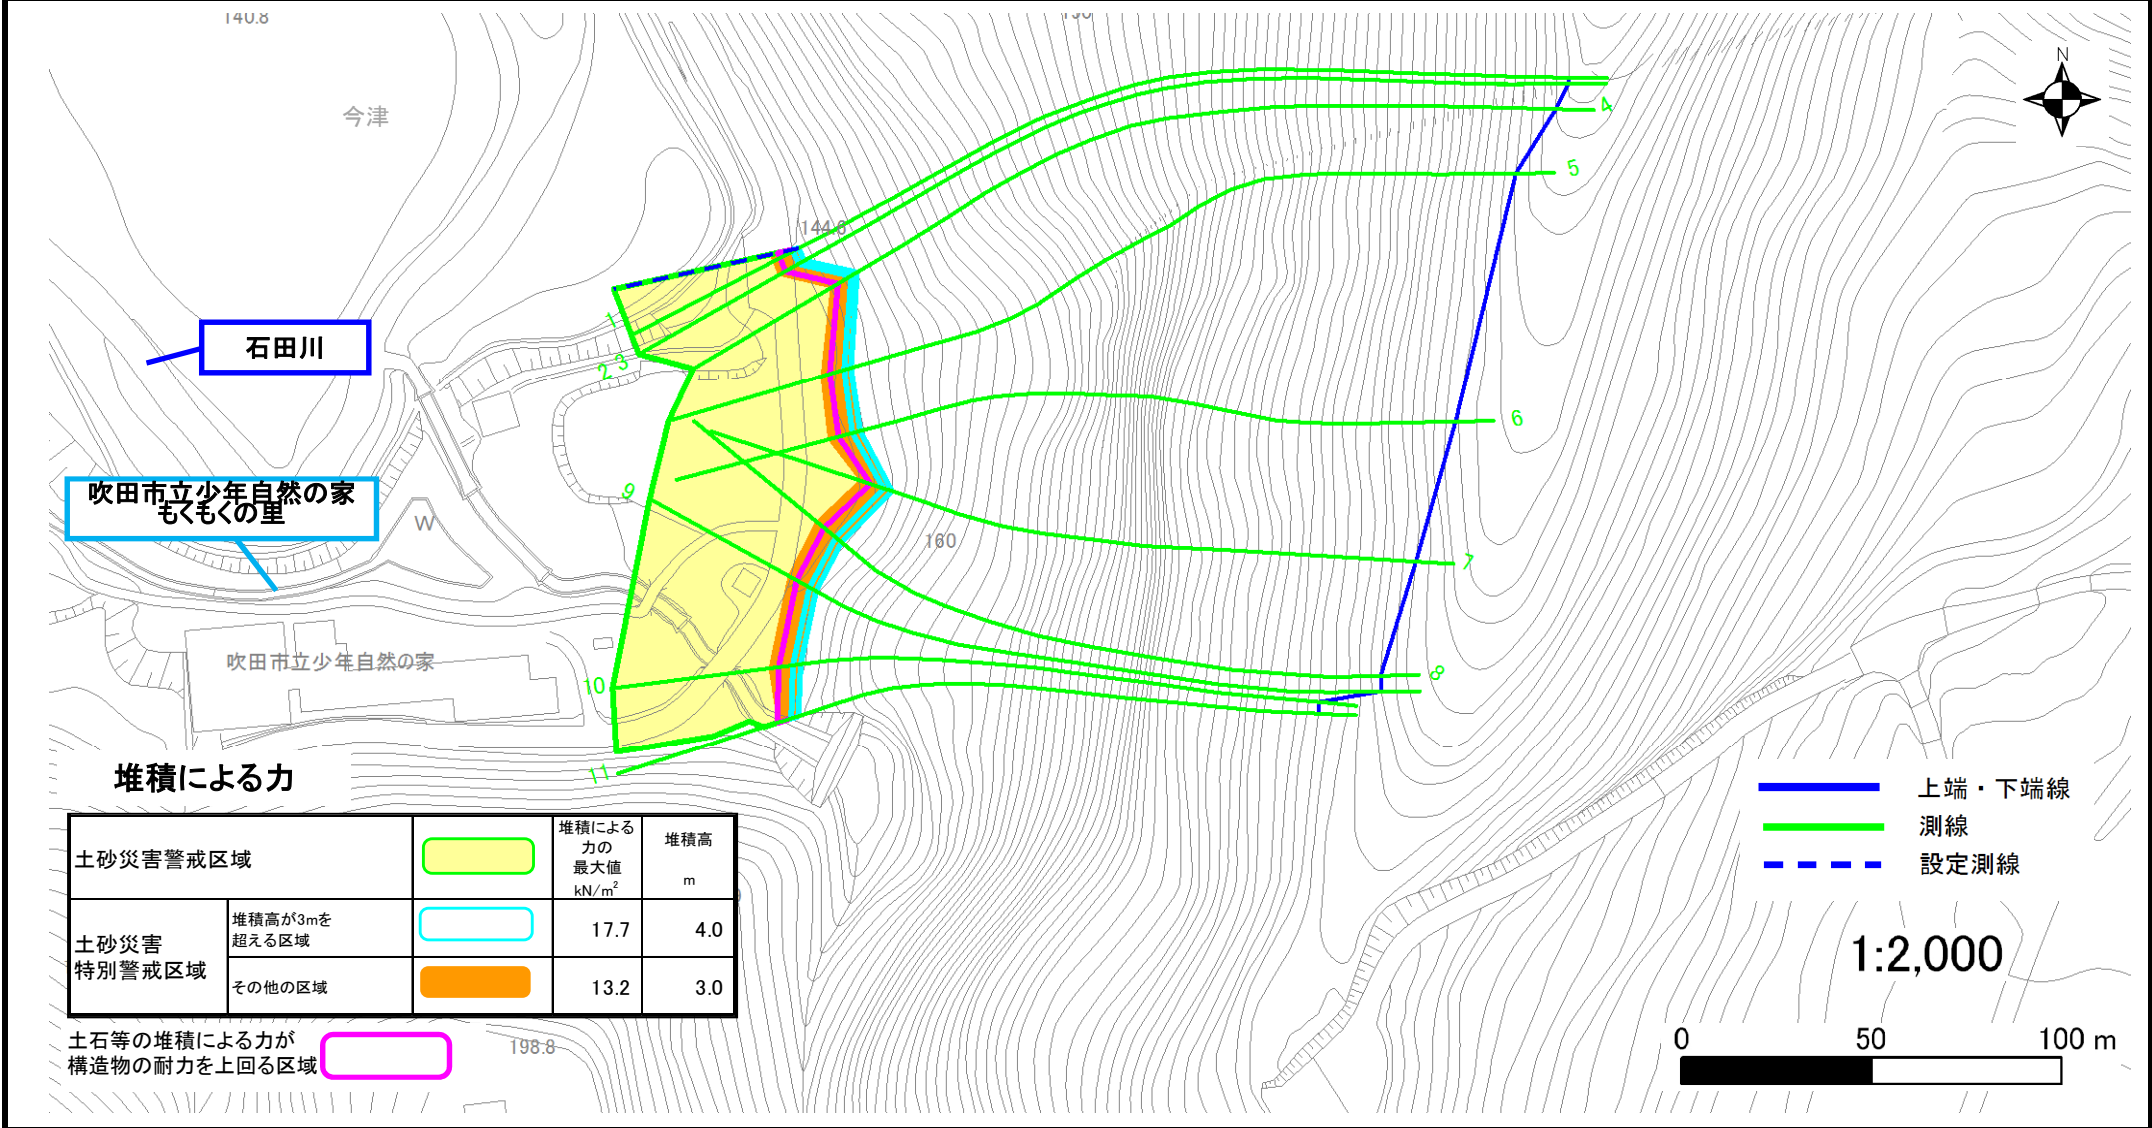 140.8
今津
N
144.6
4
5
石田川
1
2
3
6
吹田市立少年自然の家
もくもくの里
W
9
160
7
吹田市立少年自然の家
10
8
11
堆積による力
土砂災害警戒区域
堆積による
力の
最大値
kN/m²
堆積高
m
土砂災害
特別警戒区域
堆積高が3mを
超える区域
17.7
4.0
その他の区域
13.2
3.0
土石等の堆積による力が
構造物の耐力を上回る区域
198.8
上端・下端線
測線
設定測線
1:2,000
0 50 100 m